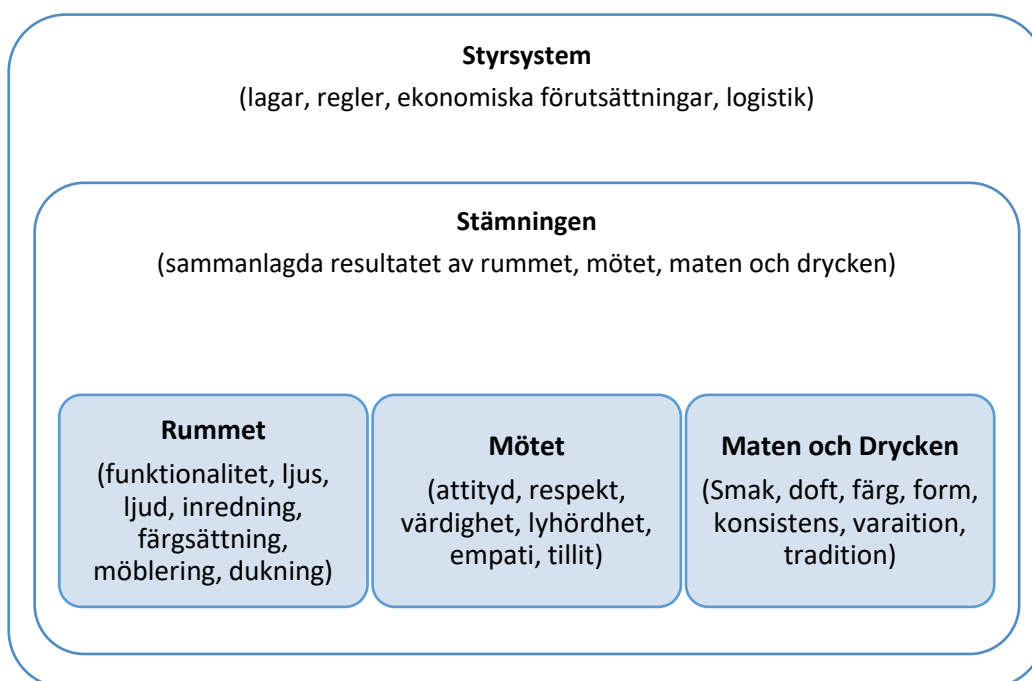 Styrsystem
(lagar, regler, ekonomiska förutsättningar, logistik)
Stämningen
(sammanlagda resultatet av rummet, mötet, maten och drycken)
Rummet
(funktionalitet, ljus,
ljud, inredning,
färgsättning,
möblering, dukning)
Mötet
(attityd, respekt,
värdighet, lyhördhet,
empati, tillit)
Maten och Drycken
(Smak, doft, färg, form,
konsistens, varaition,
tradition)